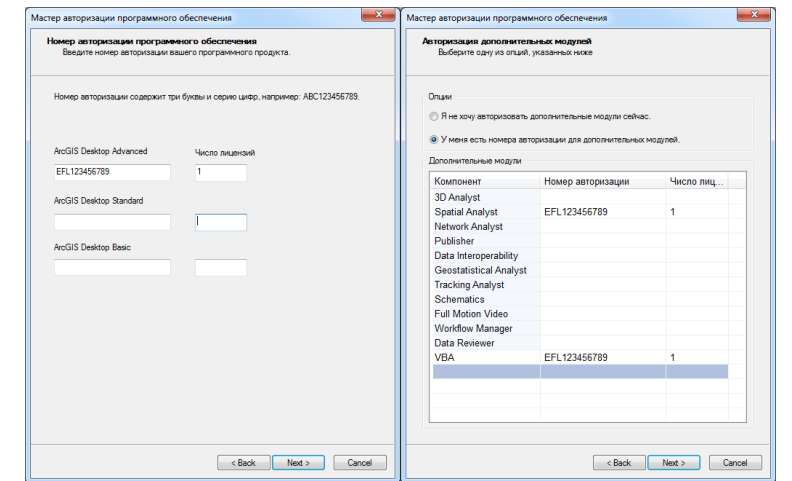 Мастер авторизации программного обеспечения
Номер авторизации программного обеспечения
Введите номер авторизации вашего программного продукта.
Номер авторизации содержит три буквы и серию цифр, например: ABC123456789.
ArcGIS Desktop Advanced Число лицензий
EFL123456789 1
ArcGIS Desktop Standard
ArcGIS Desktop Basic
< Back Next > Cancel
Мастер авторизации программного обеспечения
Авторизация дополнительных модулей
Выберите одну из опций, указанных ниже
Опции
Я не хочу авторизовать дополнительные модули сейчас.
У меня есть номера авторизации для дополнительных модулей.
Дополнительные модули
Компонент Номер авторизации Число лиц...
3D Analyst
Spatial Analyst EFL123456789 1
Network Analyst
Publisher
Data Interoperability
Geostatistical Analyst
Tracking Analyst
Schematics
Full Motion Video
Workflow Manager
Data Reviewer
VBA EFL123456789 1
< Back Next > Cancel